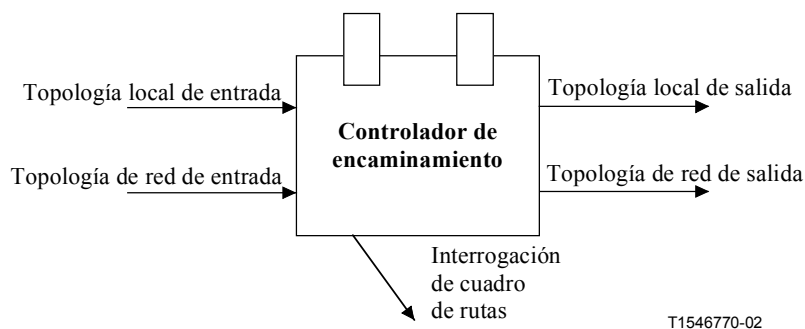 Topología local de entrada
Topología local de salida
Controlador de
encaminamiento
Topología de red de entrada
Topología de red de salida
Interrogación
de cuadro
de rutas
T1546770-02